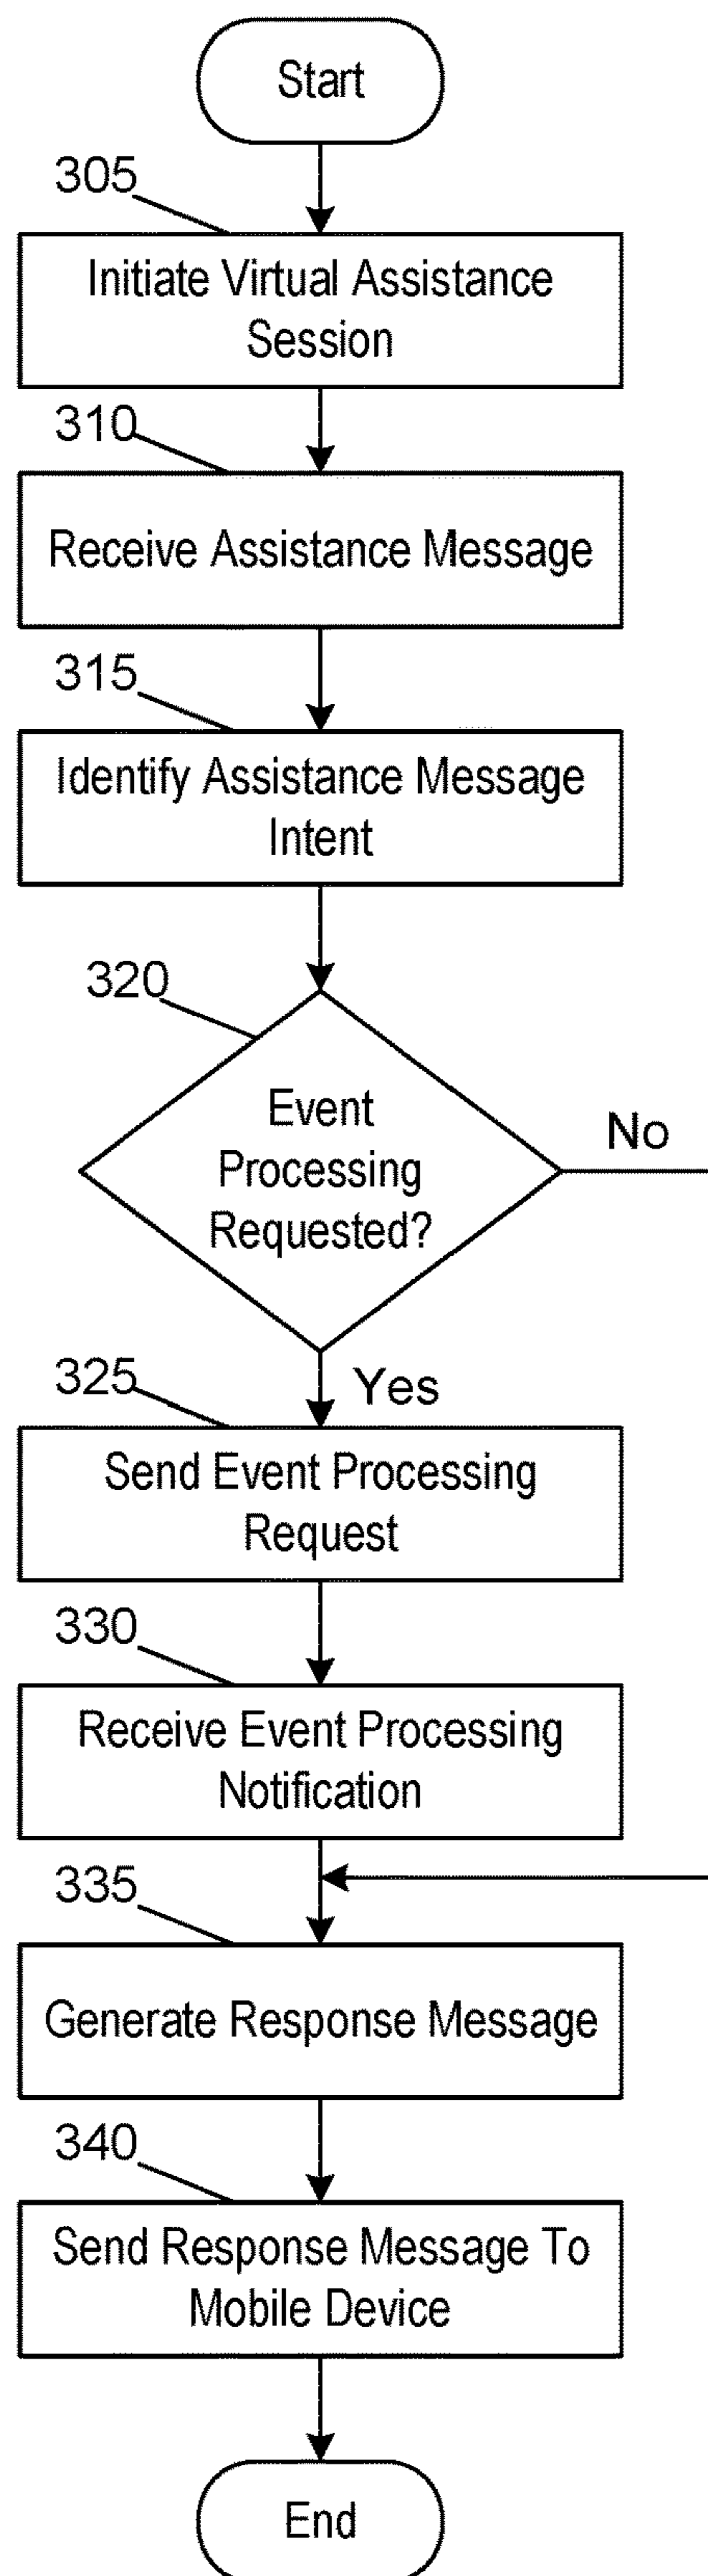 Start
305
Initiate Virtual Assistance
Session
310
Receive Assistance Message
315
Identify Assistance Message
Intent
320
Event
Processing
Requested?
No
Yes
325
Send Event Processing
Request
330
Receive Event Processing
Notification
335
Generate Response Message
340
Send Response Message To
Mobile Device
End